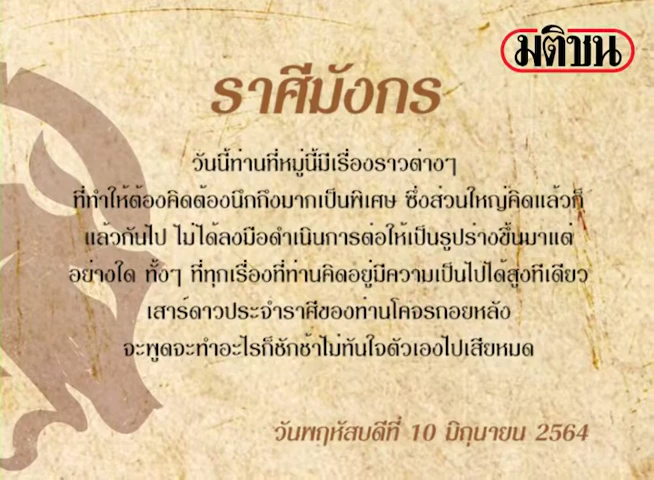 มติชน
ราศีมังกร
วันนี้ท่านที่หมู่นี้มีเรื่องราวต่างๆ
ที่ทำให้ต้องคิดต้องนึกถึงมากเป็นพิเศษ ซึ่งส่วนใหญ่คิดแล้วก็
แล้วกันไป ไม่ได้ลงมือดำเนินการต่อให้เป็นรูปร่างขึ้นมาแต่
อย่างใด ทั้งๆ ที่ทุกเรื่องที่ท่านคิดอยู่มีความเป็นไปได้สูงทีเดียว
เสาร์ดาวประจำราศีของท่านโคจรถอยหลัง
จะพูดจะทำอะไรก็ชักช้าไม่ทันใจตัวเองไปเสียหมด
วันพฤหัสบดีที่ 10 มิถุนายน 2564